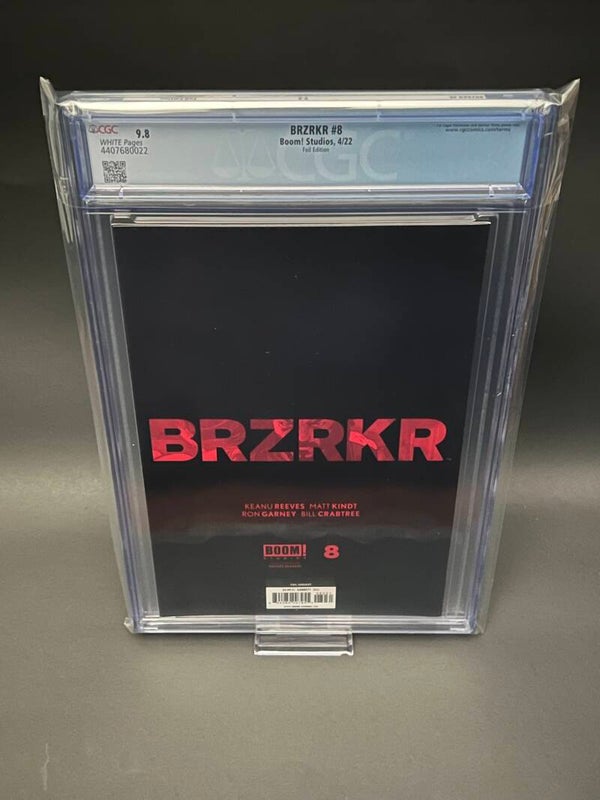 CGC
9.8
WHITE Pages
4407680022
BRZRKR #8
Boom! Studios, 4/22
Foil Edition
www.cgccomics.com/terms
CGC
BRZRKR
KEANU REEVES MATT KINDT
RON GARNEY BILL CRABTREE
BOOM!
STUDIOS
8